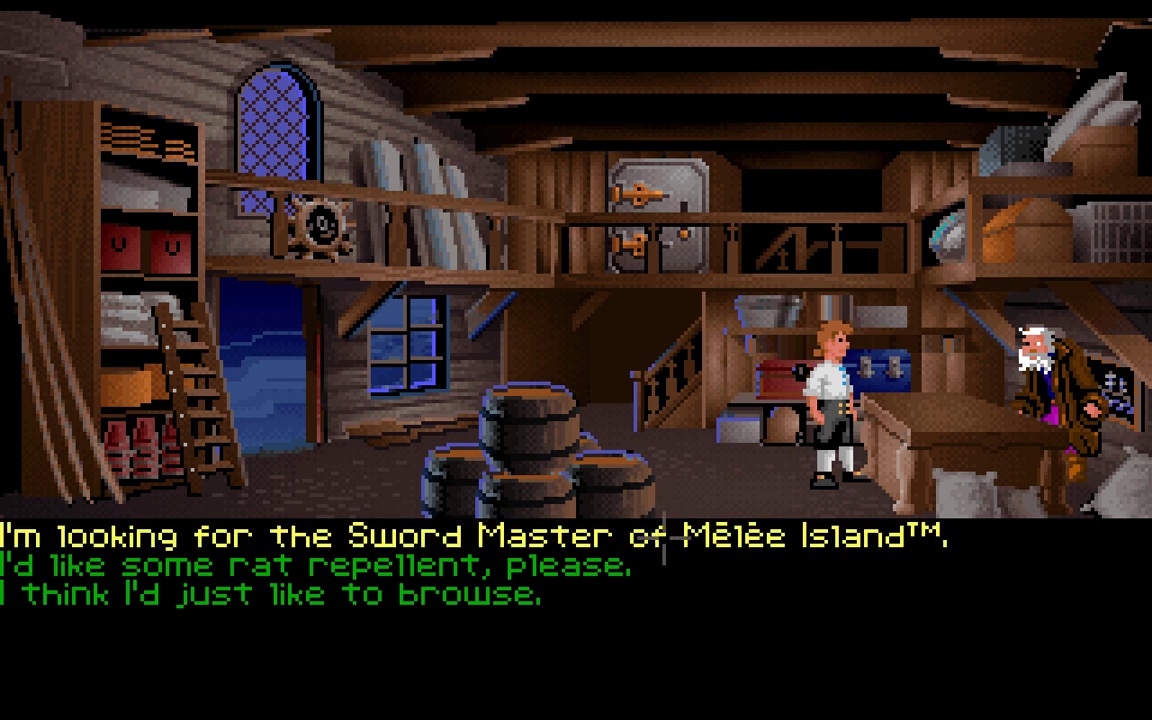 I'm looking for the Sword Master of Mêlée Island™.
I'd like some rat repellent, please.
I think I'd just like to browse.